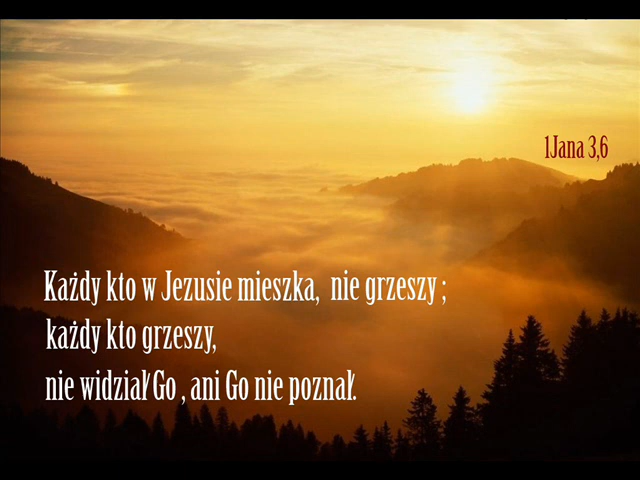 1Jana 3,6
Każdy kto w Jezusie mieszka, nie grzeszy ;
każdy kto grzeszy,
nie widział Go , ani Go nie poznał.